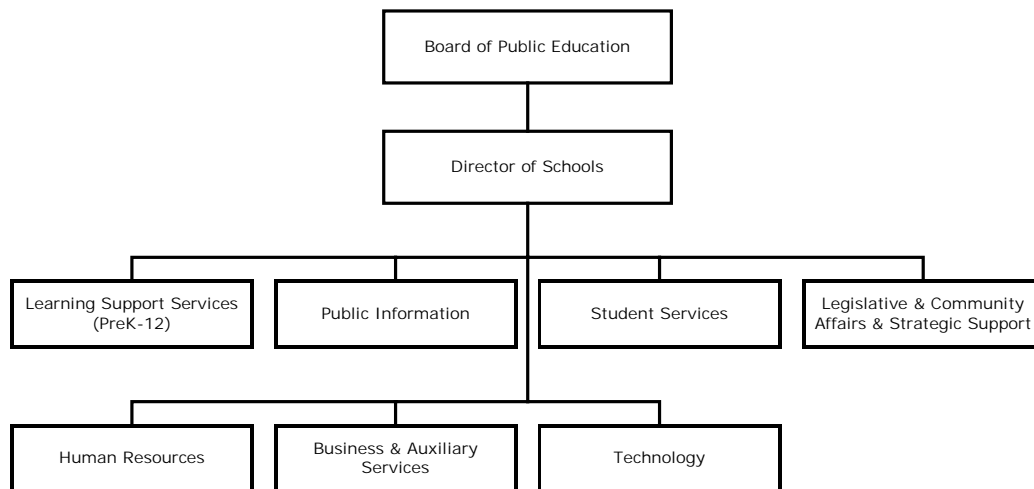 Board of Public Education
Director of Schools
Learning Support Services
(PreK-12)
Public Information
Student Services
Legislative & Community
Affairs & Strategic Support
Human Resources
Business & Auxiliary
Services
Technology